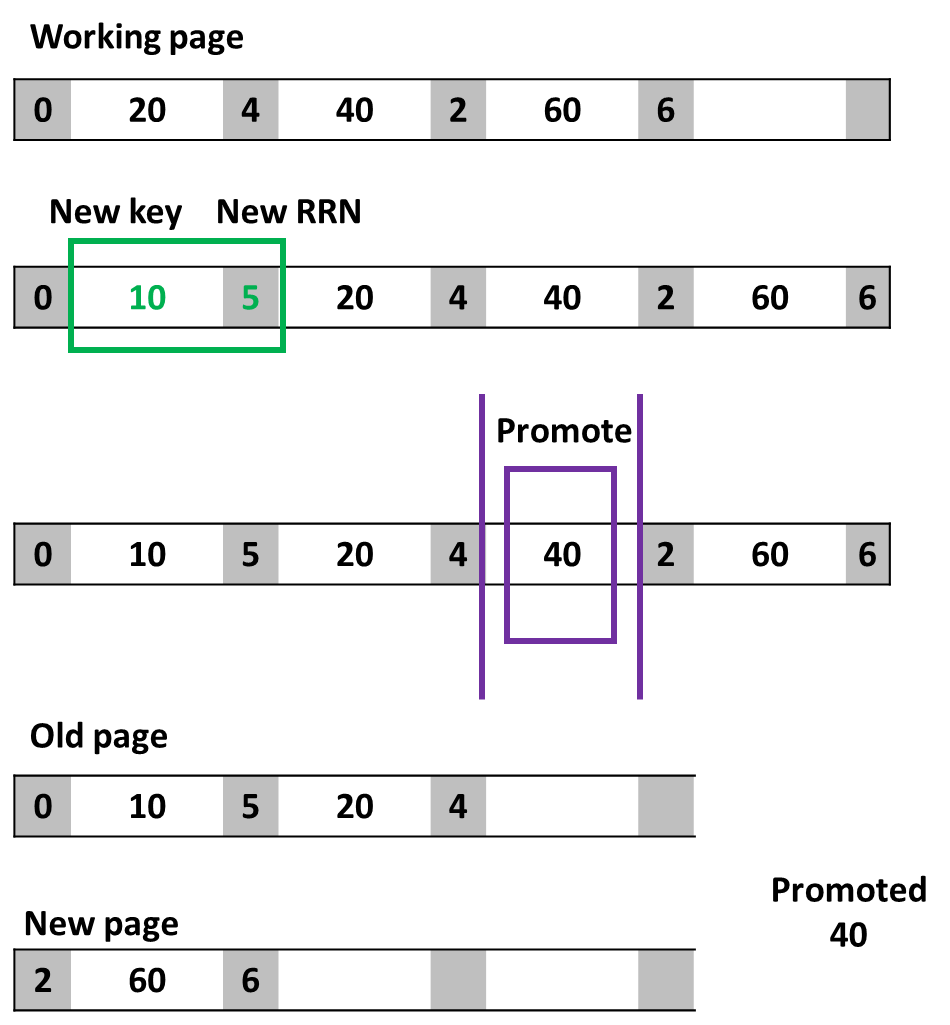 Working page
0 20 4 40 2 60 6
New key New RRN
0 10 5 20 4 40 2 60 6
Promote
0 10 5 20 4 40 2 60 6
Old page
0 10 5 20 4
Promoted
40
New page
2 60 6